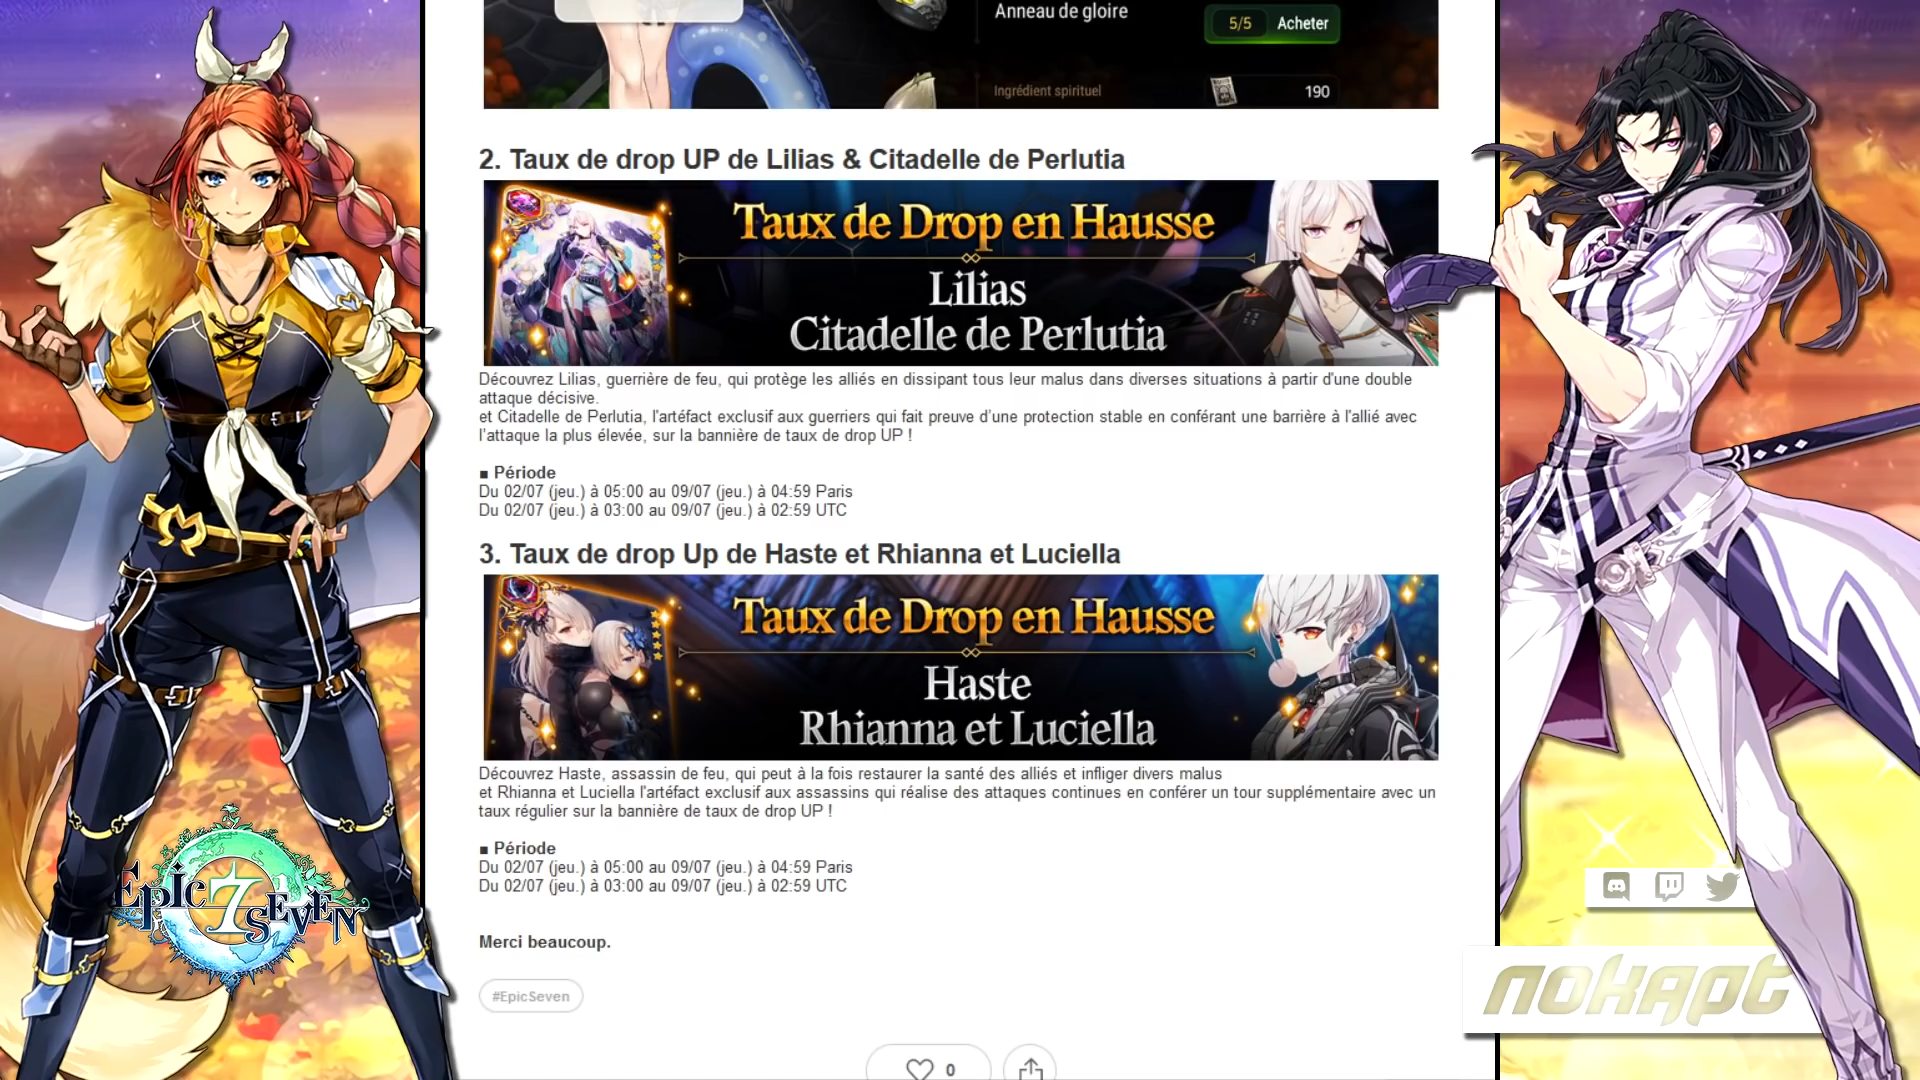 Anneau de gloire
5/5 Acheter
Ingrédient spirituel 190
2. Taux de drop UP de Lilias & Citadelle de Perlutia
Taux de Drop en Hausse
Lilias
Citadelle de Perlutia
Découvrez Lilias, guerrière de feu, qui protège les alliés en dissipant tous leur malus dans diverses situations à partir d'une double
attaque décisive.
et Citadelle de Perlutia, l'artéfact exclusif aux guerriers qui fait preuve d’une protection stable en conférant une barrière à l'allié avec
l’attaque la plus élevée, sur la bannière de taux de drop UP !
■ Période
Du 02/07 (jeu.) à 05:00 au 09/07 (jeu.) à 04:59 Paris
Du 02/07 (jeu.) à 03:00 au 09/07 (jeu.) à 02:59 UTC
3. Taux de drop Up de Haste et Rhianna et Luciella
Taux de Drop en Hausse
Haste
Rhianna et Luciella
Découvrez Haste, assassin de feu, qui peut à la fois restaurer la santé des alliés et infliger divers malus
et Rhianna et Luciella l'artéfact exclusif aux assassins qui réalise des attaques continues en conférer un tour supplémentaire avec un
taux régulier sur la bannière de taux de drop UP !
■ Période
Du 02/07 (jeu.) à 05:00 au 09/07 (jeu.) à 04:59 Paris
Du 02/07 (jeu.) à 03:00 au 09/07 (jeu.) à 02:59 UTC
Merci beaucoup.
#EpicSeven
0
EPIC 7 SEVEN
nokapt